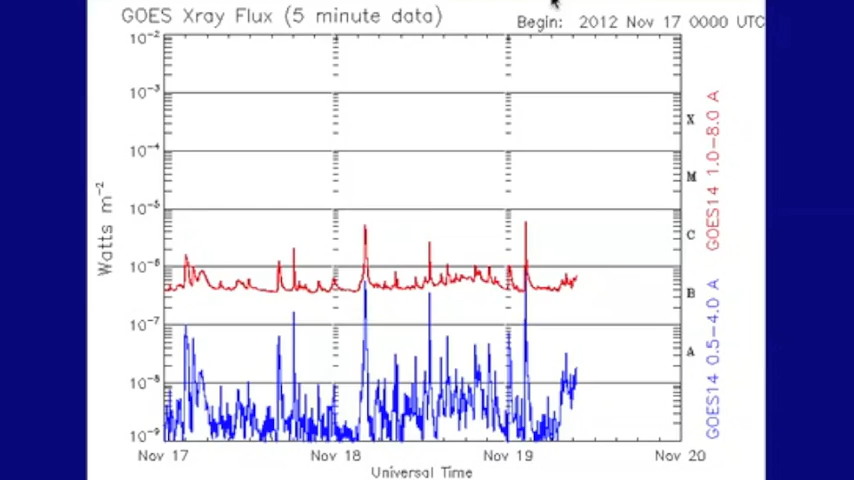 GOES Xray Flux (5 minute data)
Begin: 2012 Nov 17 0000 UTC
10-2
10-3
10-4
10-5
10-6
10-7
10-8
10-9
Watts m-2
X
M
C
B
A
GOES14 1.0-8.0 A
GOES14 0.5-4.0 A
Nov 17
Nov 18
Nov 19
Nov 20
Universal Time